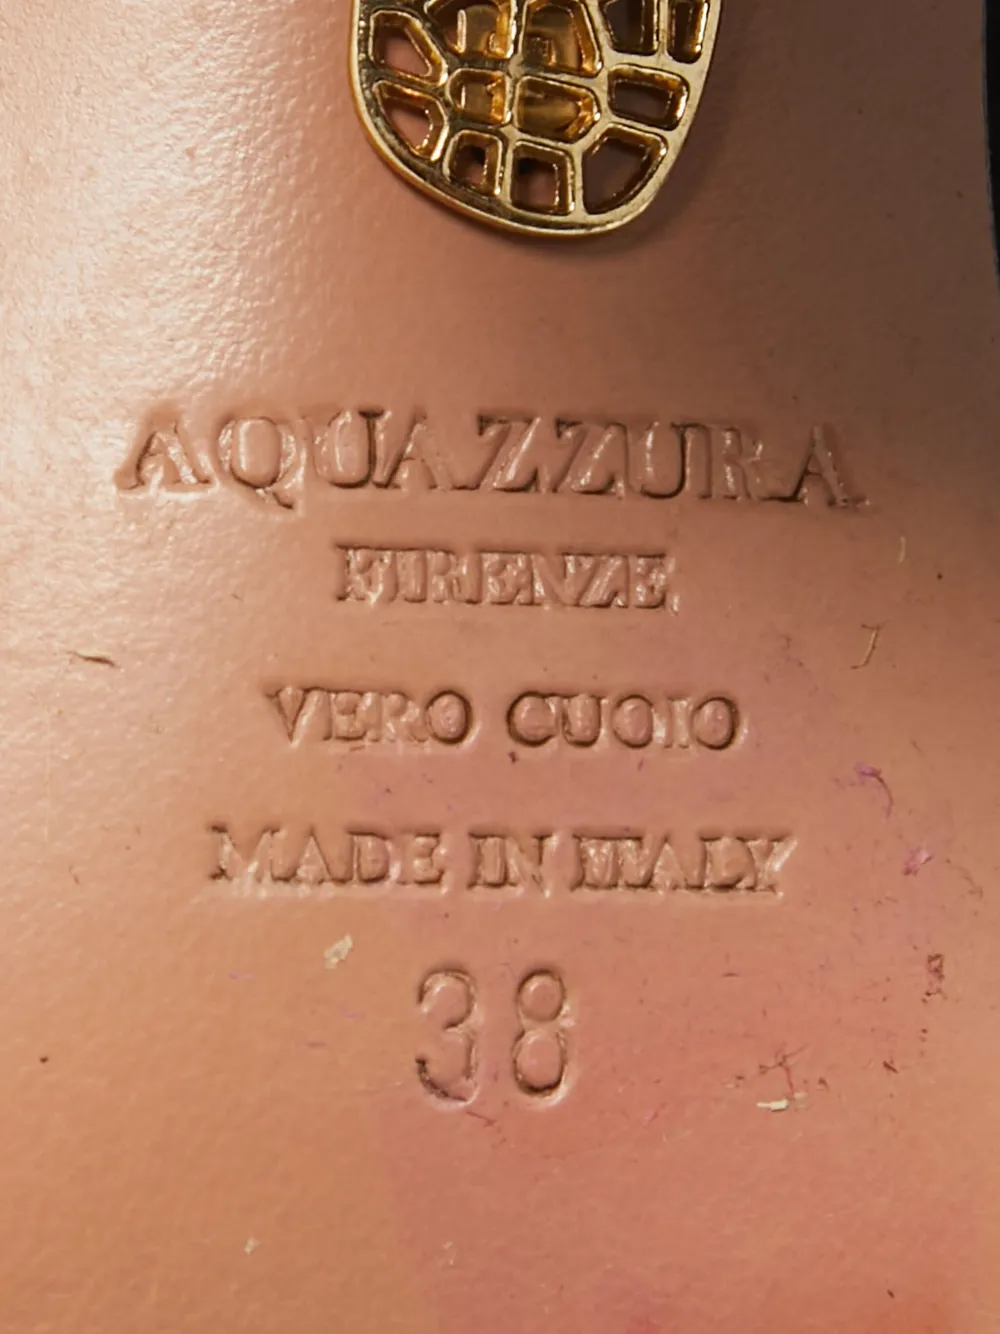 AQUAZZURA
FIRENZE
VERO CUOIO
MADE IN ITALY
38